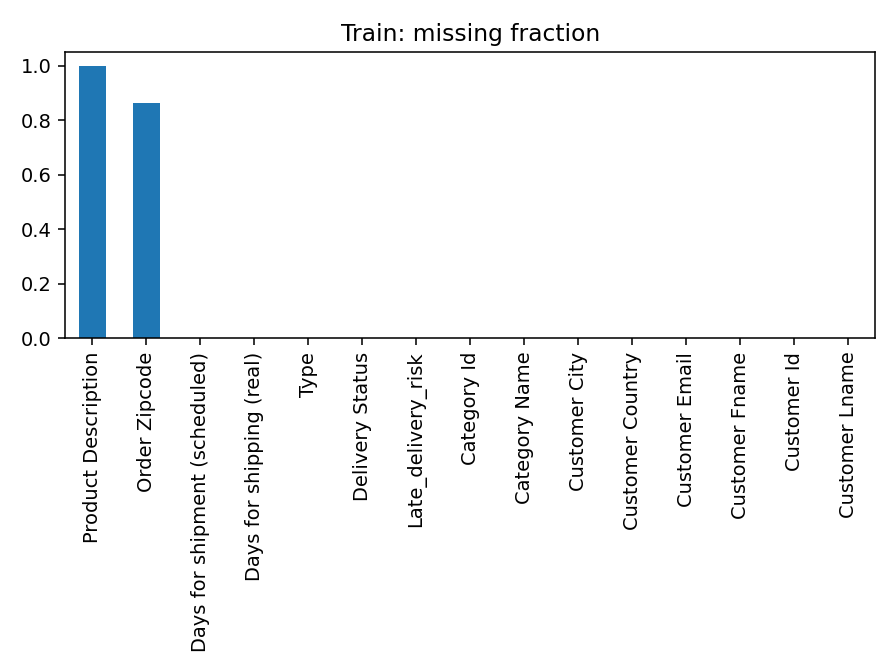 Train: missing fraction
1.0
0.8
0.6
0.4
0.2
0.0
Product Description
Order Zipcode
Days for shipment (scheduled)
Days for shipping (real)
Type
Delivery Status
Late_delivery_risk
Category Id
Category Name
Customer City
Customer Country
Customer Email
Customer Fname
Customer Id
Customer Lname